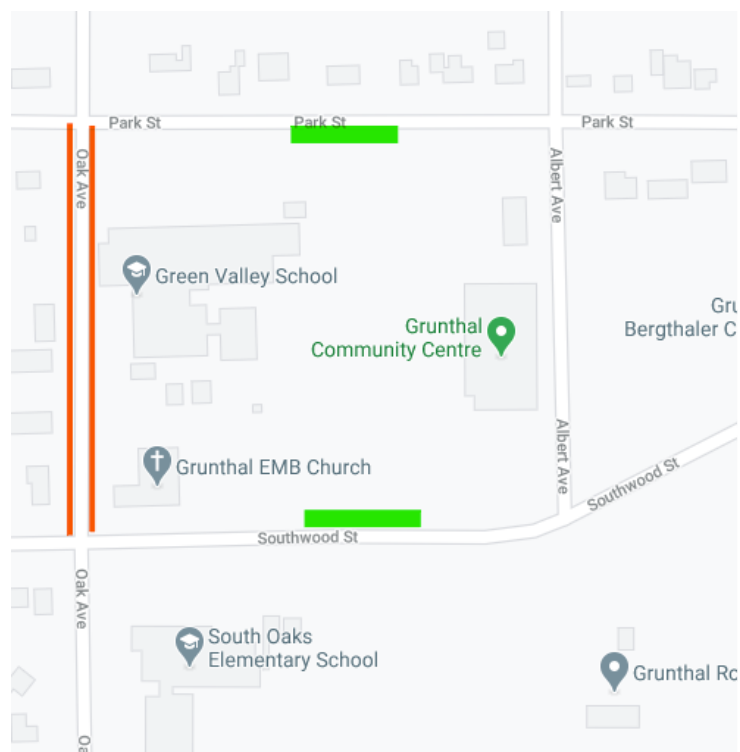 Park St
Park St
Park St
Oak Ave
Albert Ave
Green Valley School
Grunthal
Community Centre
Gru
Bergthaler C
Albert Ave
Grunthal EMB Church
Southwood St
Southwood St
Oak Ave
South Oaks
Elementary School
Grunthal Ro
Oa